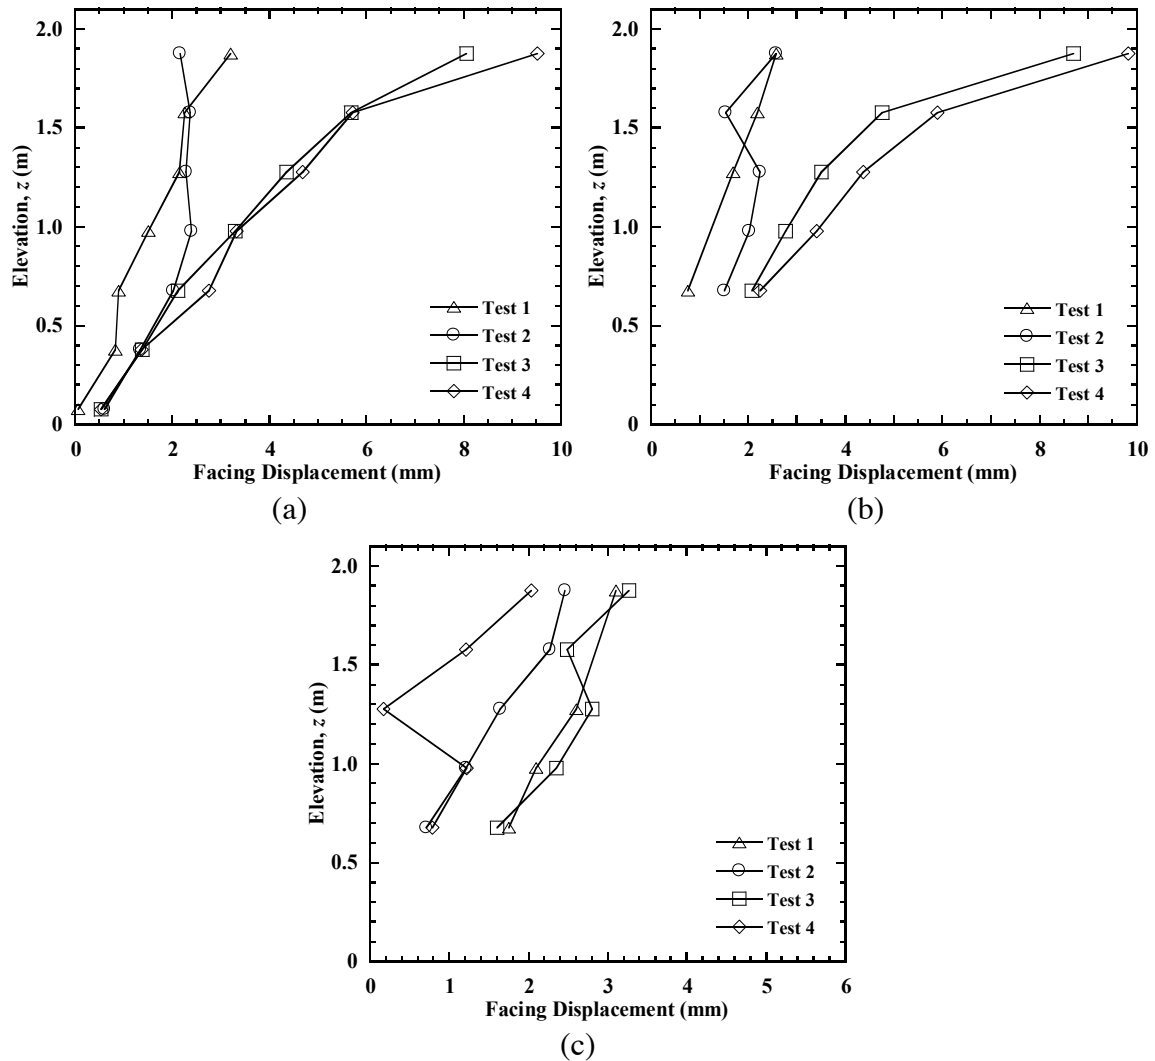 2.0
1.5
1.0
0.5
0
Elevation, z (m)
Test 1
Test 2
Test 3
Test 4
0 2 4 6 8 10
Facing Displacement (mm)
(a)
2.0
1.5
1.0
0.5
0
Elevation, z (m)
Test 1
Test 2
Test 3
Test 4
0 2 4 6 8 10
Facing Displacement (mm)
(b)
2.0
1.5
1.0
0.5
0
Elevation, z (m)
Test 1
Test 2
Test 3
Test 4
0 1 2 3 4 5 6
Facing Displacement (mm)
(c)